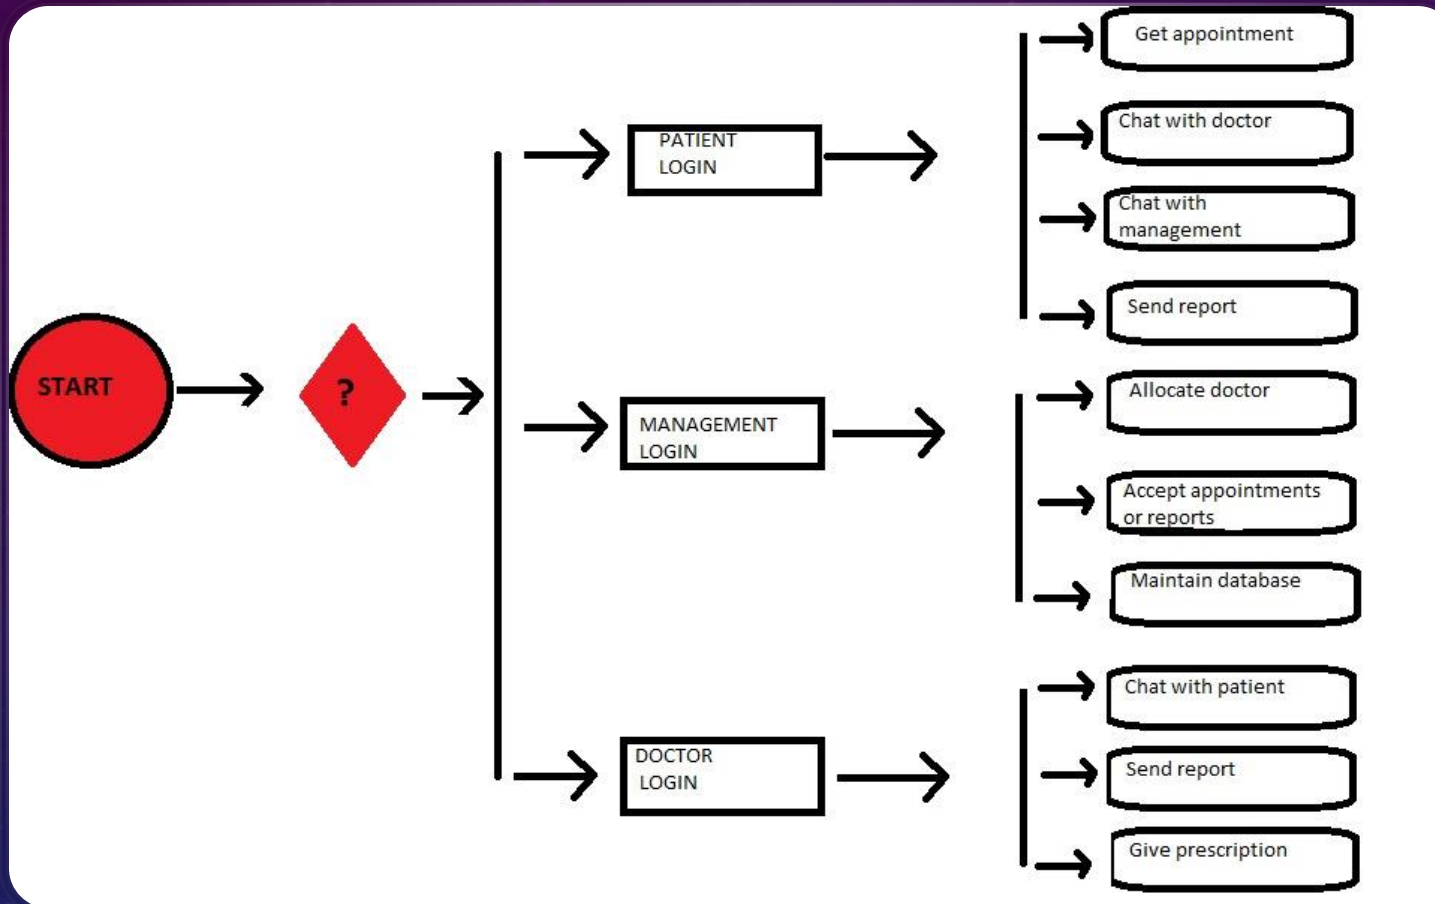 START
?
PATIENT
LOGIN
MANAGEMENT
LOGIN
DOCTOR
LOGIN
Get appointment
Chat with doctor
Chat with
management
Send report
Allocate doctor
Accept appointments
or reports
Maintain database
Chat with patient
Send report
Give prescription